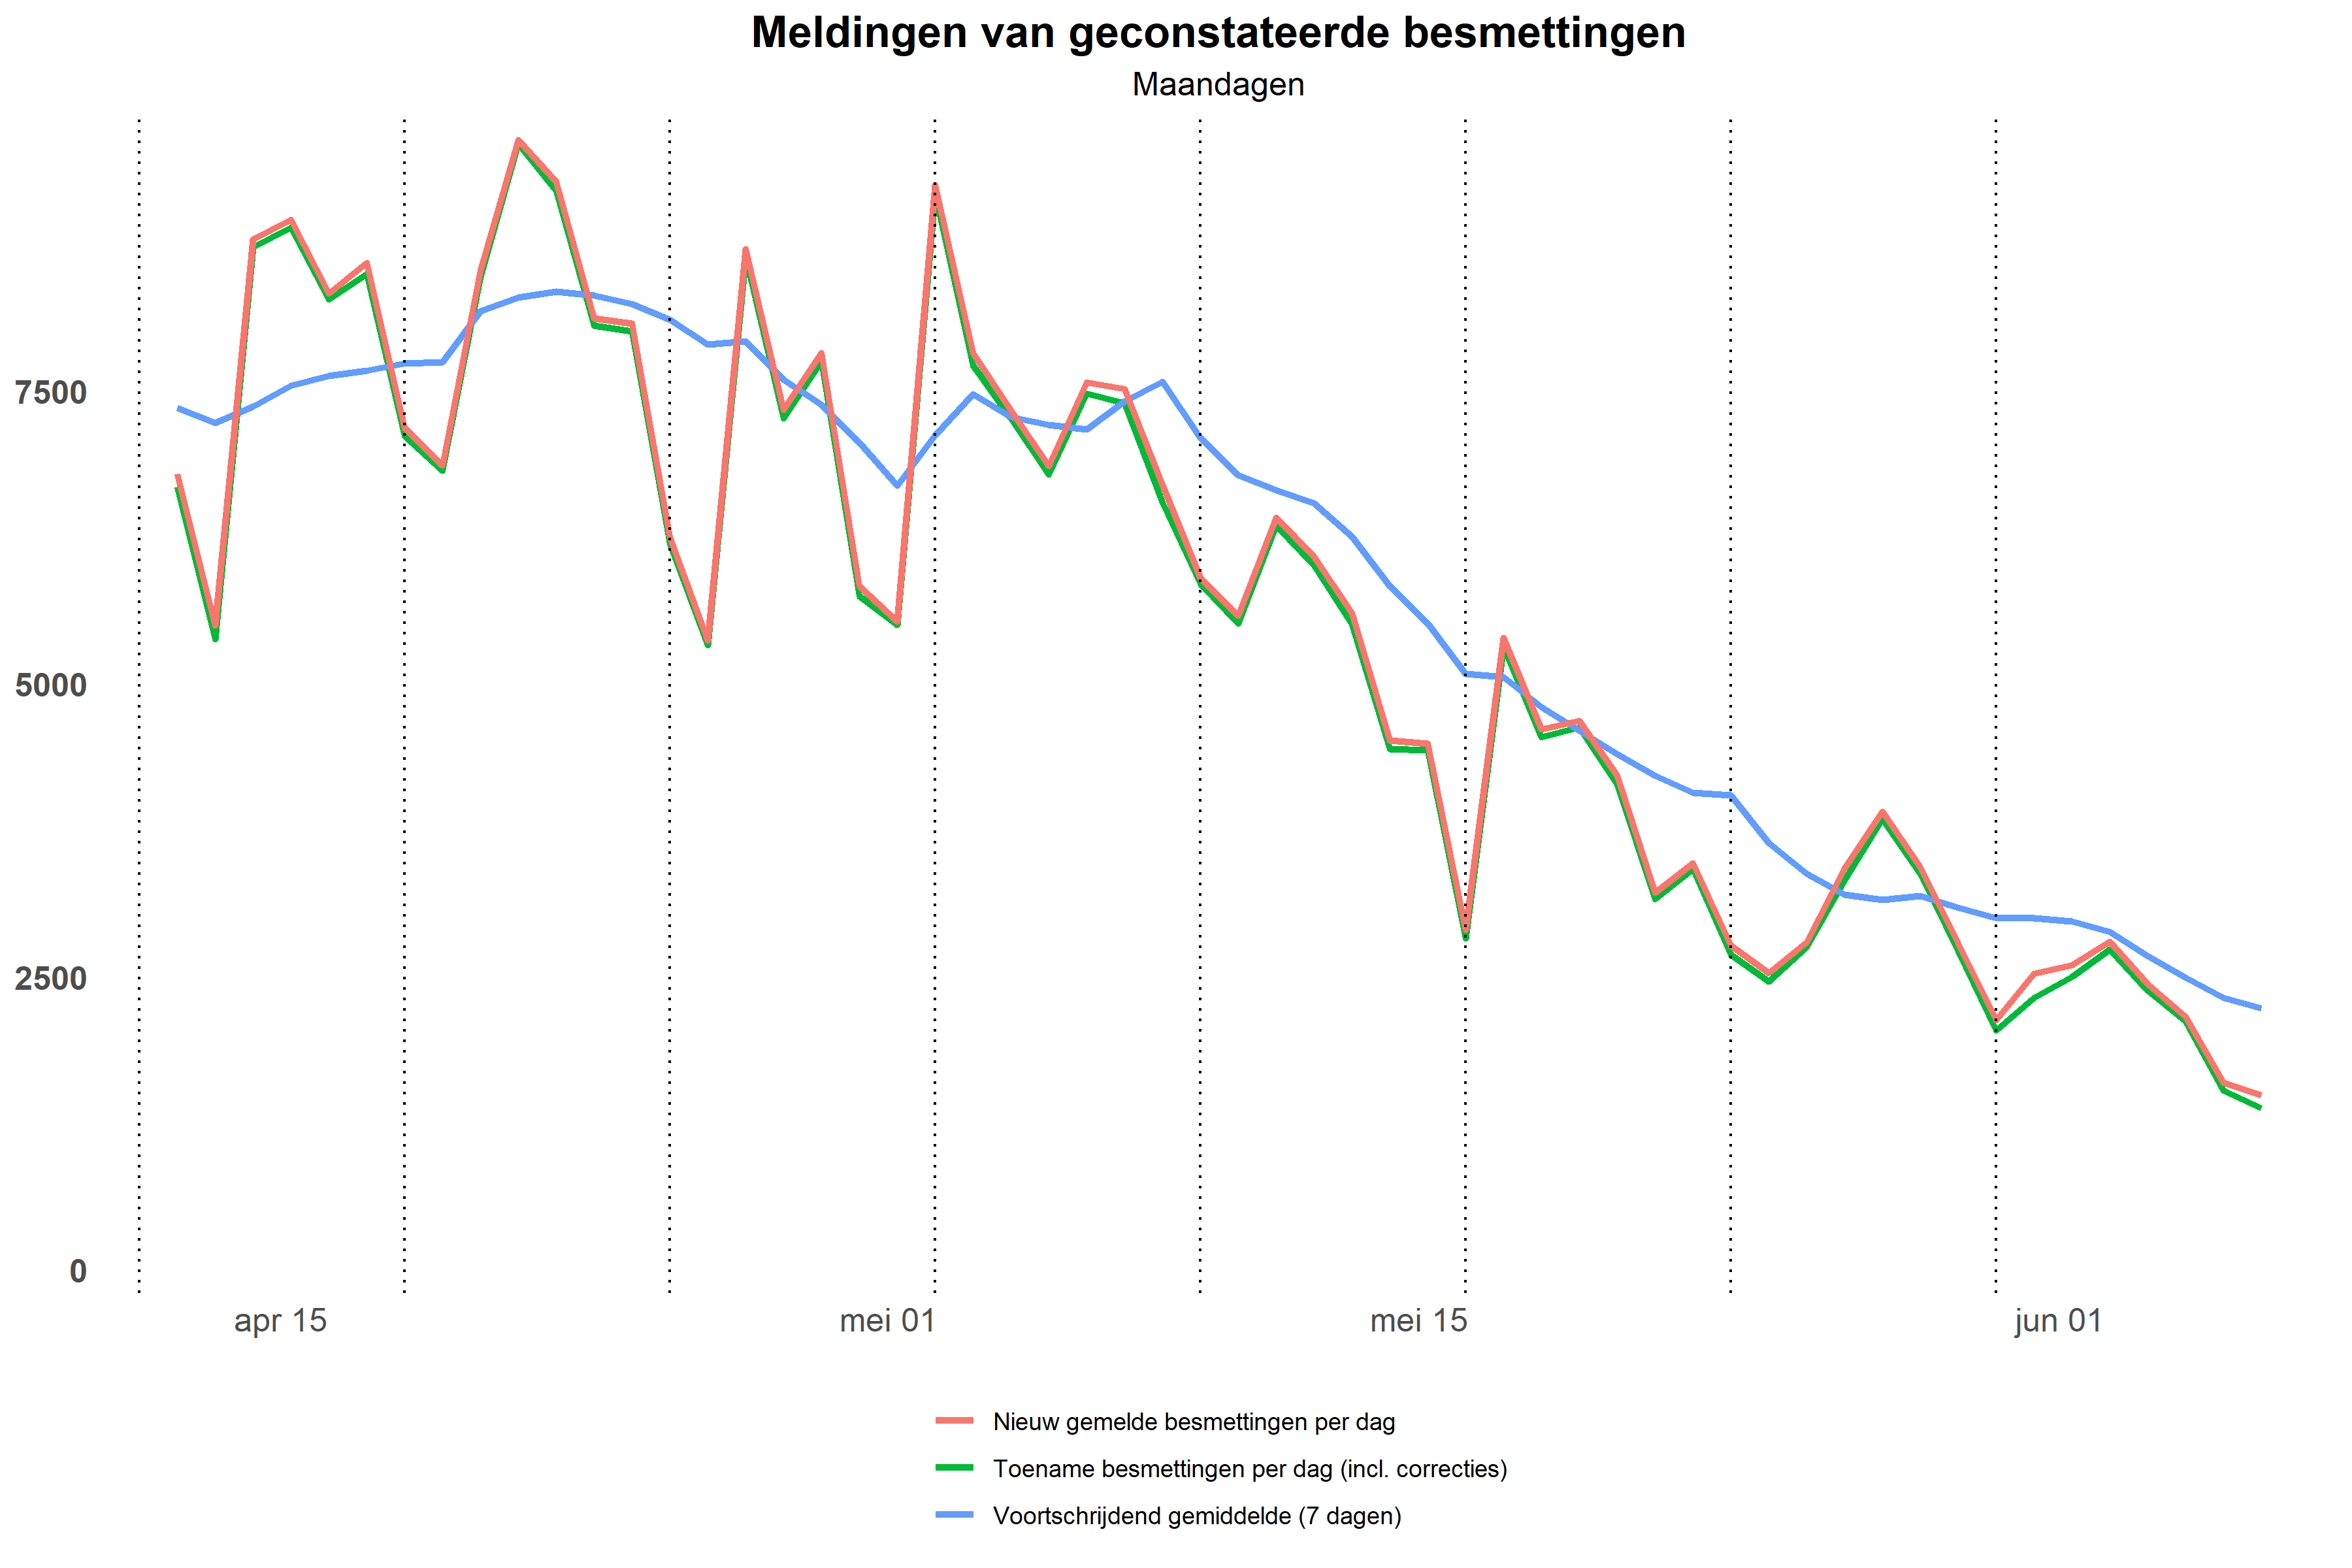 Meldingen van geconstateerde besmettingen
Maandagen
7500
5000
2500
0
apr 15
mei 01
mei 15
jun 01
Nieuw gemelde besmettingen per dag
Toename besmettingen per dag (incl. correcties)
Voortschrijdend gemiddelde (7 dagen)